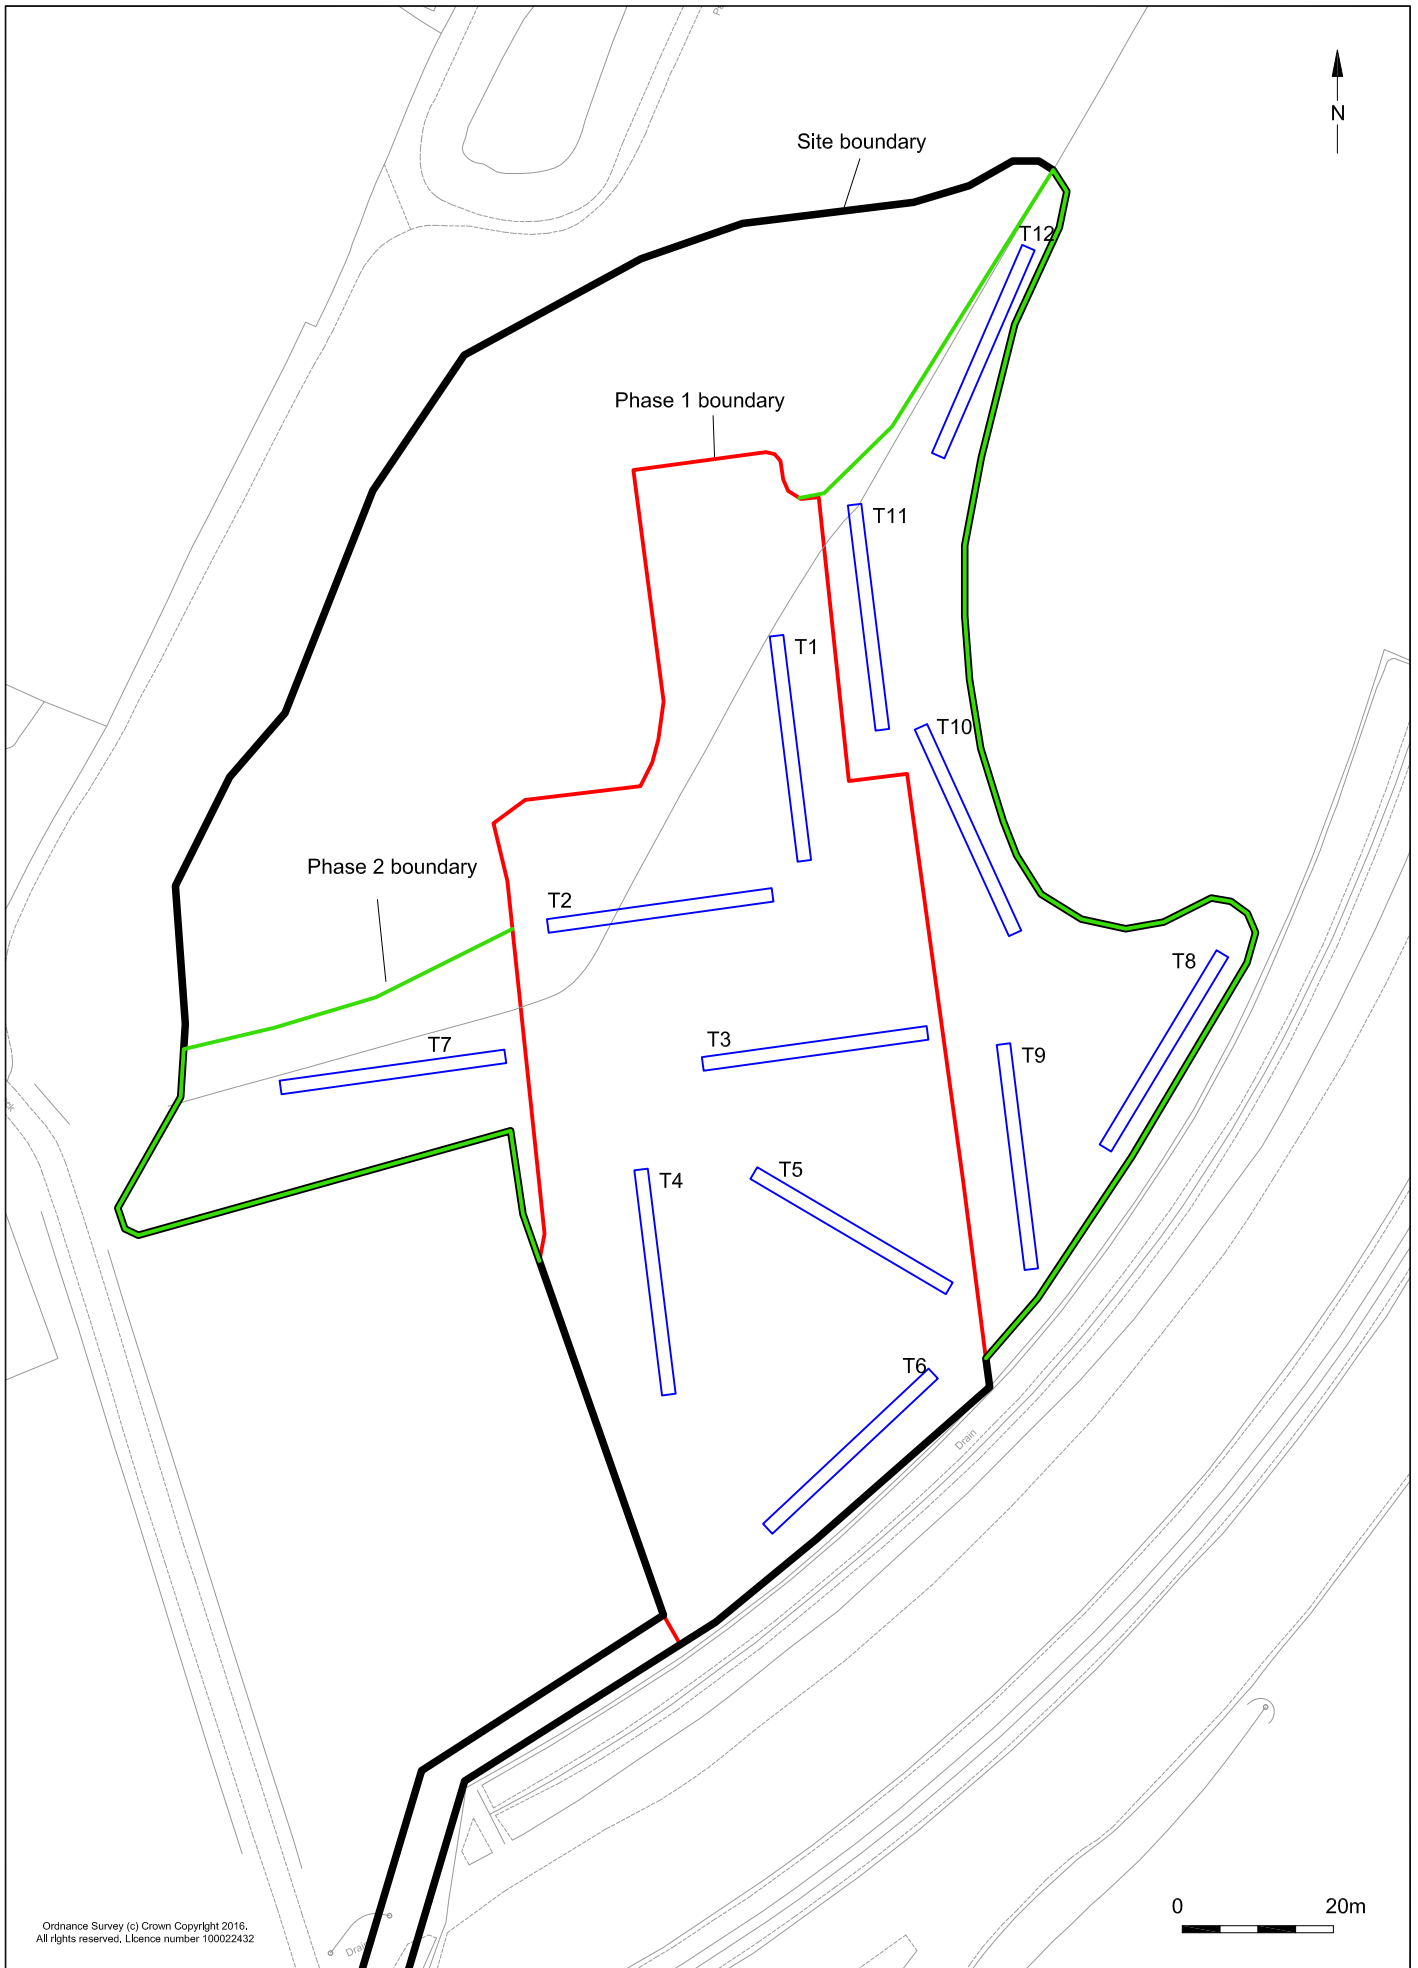 N
Site boundary
T12
Phase 1 boundary
T11
T1
T10
Phase 2 boundary
T2
T8
T7
T3
T9
T4
T5
T6
Drain
0 20m
Ordnance Survey (c) Crown Copyright 2016.
All rights reserved. Licence number 100022432
Drain